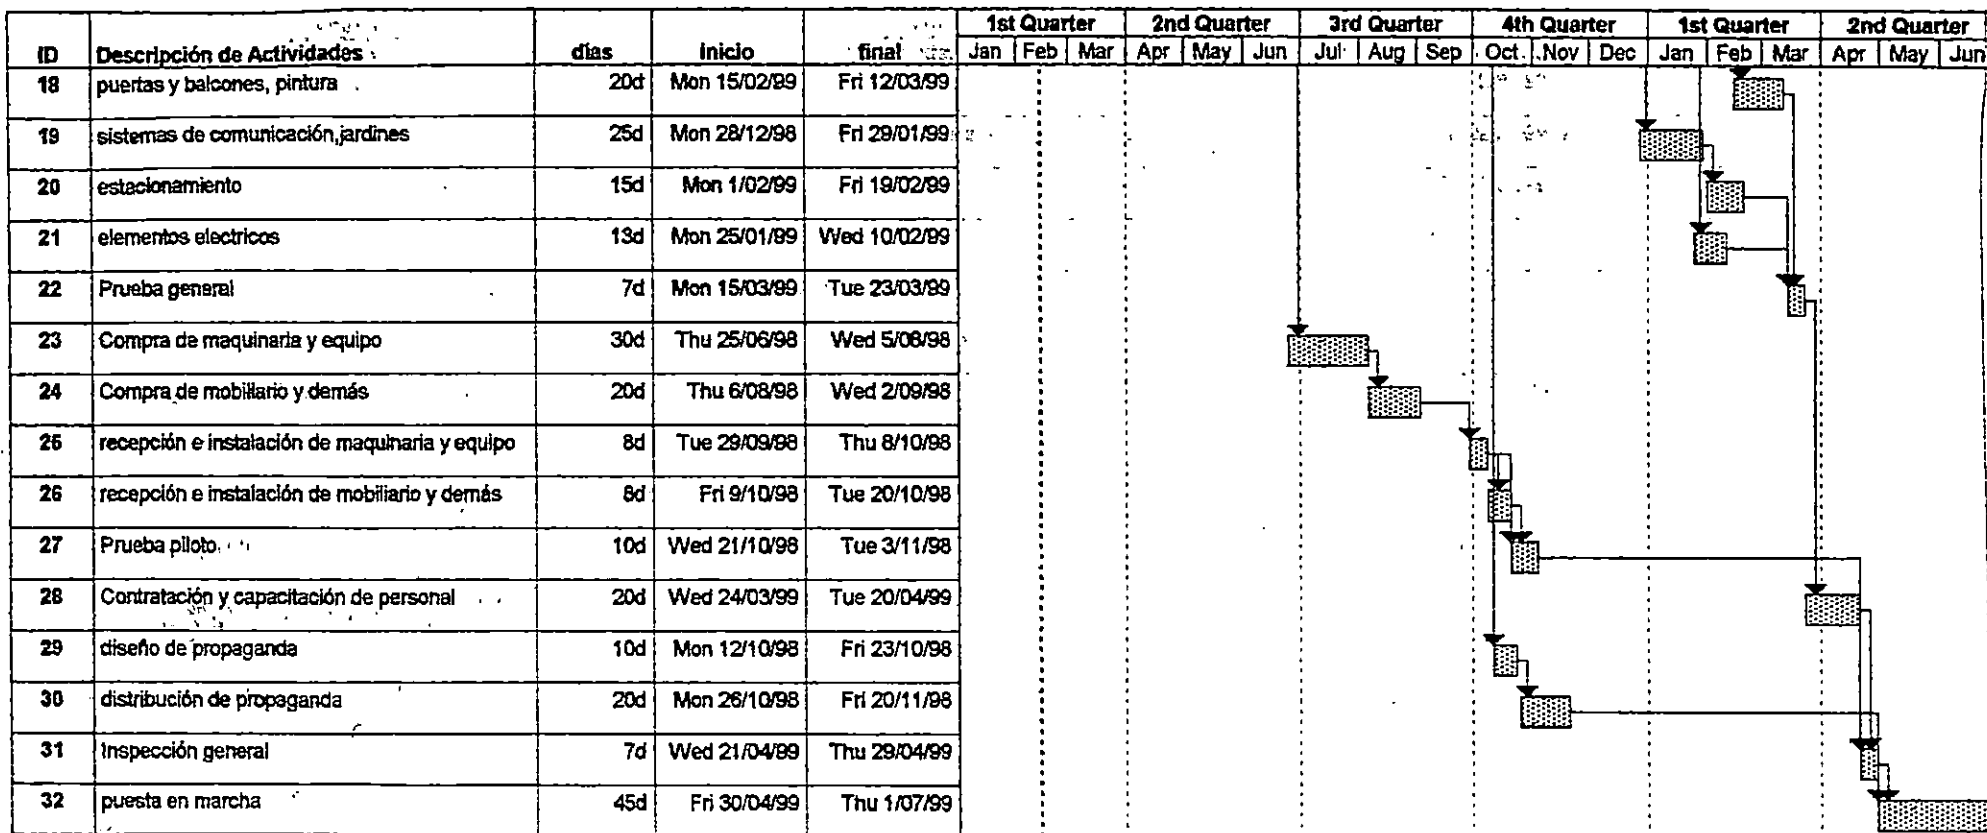 1st Quarter 2nd Quarter 3rd Quarter 4th Quarter 1st Quarter 2nd Quarter
ID Descripción de Actividades días inicio final Jan Feb Mar Apr May Jun Jul Aug Sep Oct Nov Dec Jan Feb Mar Apr May Jun
18 puertas y balcones, pintura 20d Mon 15/02/99 Fri 12/03/99
19 sistemas de comunicación,jardines 25d Mon 28/12/98 Fri 29/01/99
20 estacionamiento 15d Mon 1/02/99 Fri 19/02/99
21 elementos electricos 13d Mon 25/01/99 Wed 10/02/99
22 Prueba general 7d Mon 15/03/99 Tue 23/03/99
23 Compra de maquinaria y equipo 30d Thu 25/06/98 Wed 5/08/98
24 Compra de mobiliario y demás 20d Thu 6/08/98 Wed 2/09/98
25 recepción e instalación de maquinaria y equipo 8d Tue 29/09/98 Thu 8/10/98
26 recepción e instalación de mobiliario y demás 8d Fri 9/10/98 Tue 20/10/98
27 Prueba piloto 10d Wed 21/10/98 Tue 3/11/98
28 Contratación y capacitación de personal 20d Wed 24/03/99 Tue 20/04/99
29 diseño de propaganda 10d Mon 12/10/98 Fri 23/10/98
30 distribución de propaganda 20d Mon 26/10/98 Fri 20/11/98
31 Inspección general 7d Wed 21/04/99 Thu 29/04/99
32 puesta en marcha 45d Fri 30/04/99 Thu 1/07/99